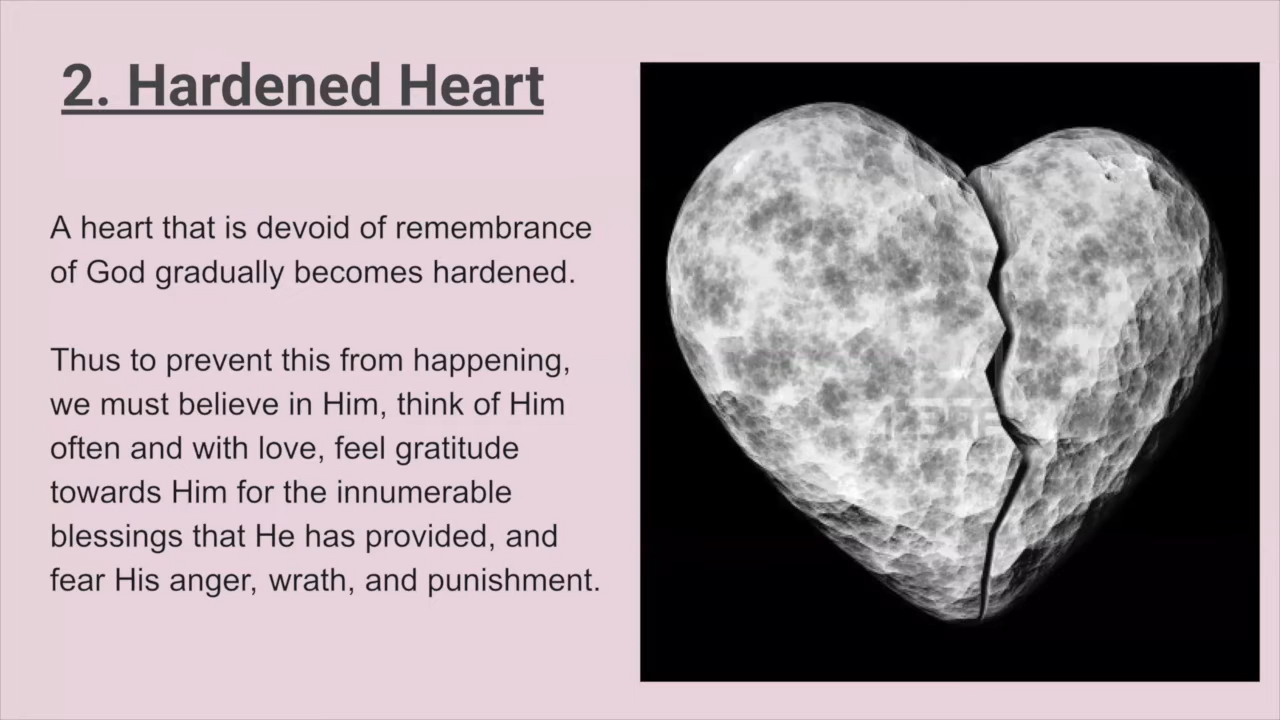 2. Hardened Heart
A heart that is devoid of remembrance
of God gradually becomes hardened.
Thus to prevent this from happening,
we must believe in Him, think of Him
often and with love, feel gratitude
towards Him for the innumerable
blessings that He has provided, and
fear His anger, wrath, and punishment.